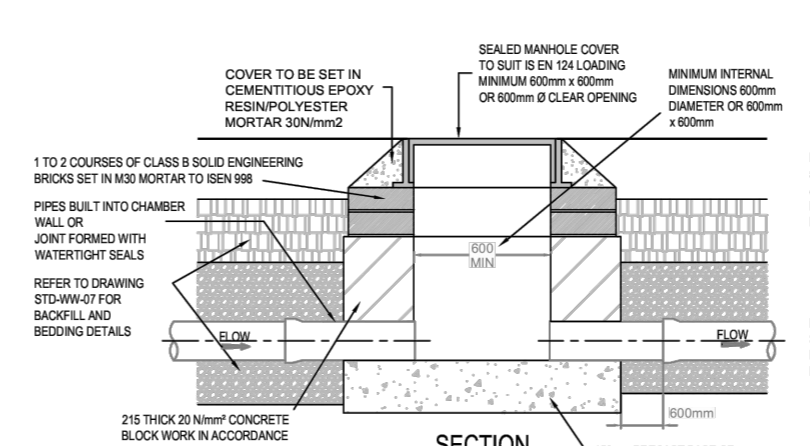 SEALED MANHOLE COVER
TO SUIT IS EN 124 LOADING
MINIMUM 600mm x 600mm
OR 600mm Ø CLEAR OPENING
COVER TO BE SET IN
CEMENTITIOUS EPOXY
RESIN/POLYESTER
MORTAR 30N/mm2
MINIMUM INTERNAL
DIMENSIONS 600mm
DIAMETER OR 600mm
x 600mm
1 TO 2 COURSES OF CLASS B SOLID ENGINEERING
BRICKS SET IN M30 MORTAR TO ISEN 998
PIPES BUILT INTO CHAMBER
WALL OR
JOINT FORMED WITH
WATERTIGHT SEALS
REFER TO DRAWING
STD-WW-07 FOR
BACKFILL AND
BEDDING DETAILS
600
MIN
FLOW
FLOW
600mm
215 THICK 20 N/mm² CONCRETE
BLOCK WORK IN ACCORDANCE
SECTION